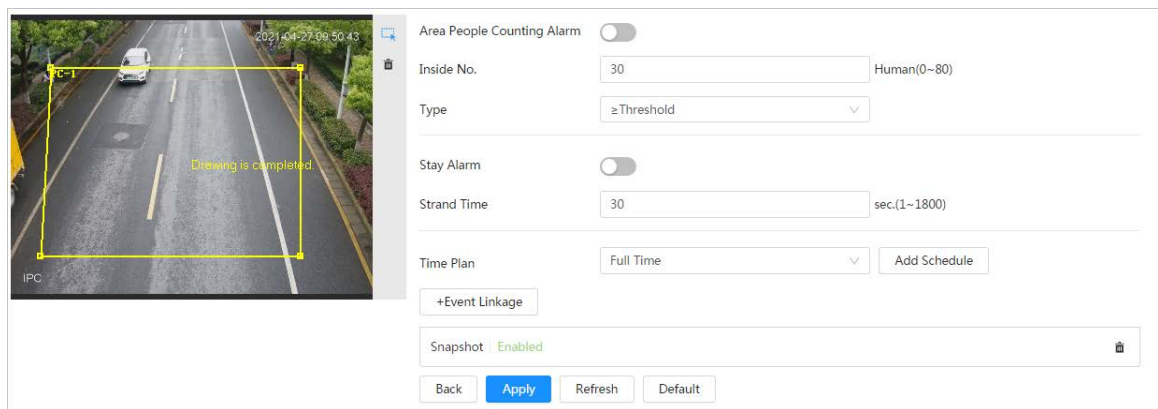 2021-04-27 09:50:43
PC-1
Drawing is completed.
IPC
Area People Counting Alarm
Inside No. 30 Human(0~80)
Type ≥Threshold
Stay Alarm
Strand Time 30 sec.(1~1800)
Time Plan Full Time Add Schedule
+Event Linkage
Snapshot Enabled
Back Apply Refresh Default